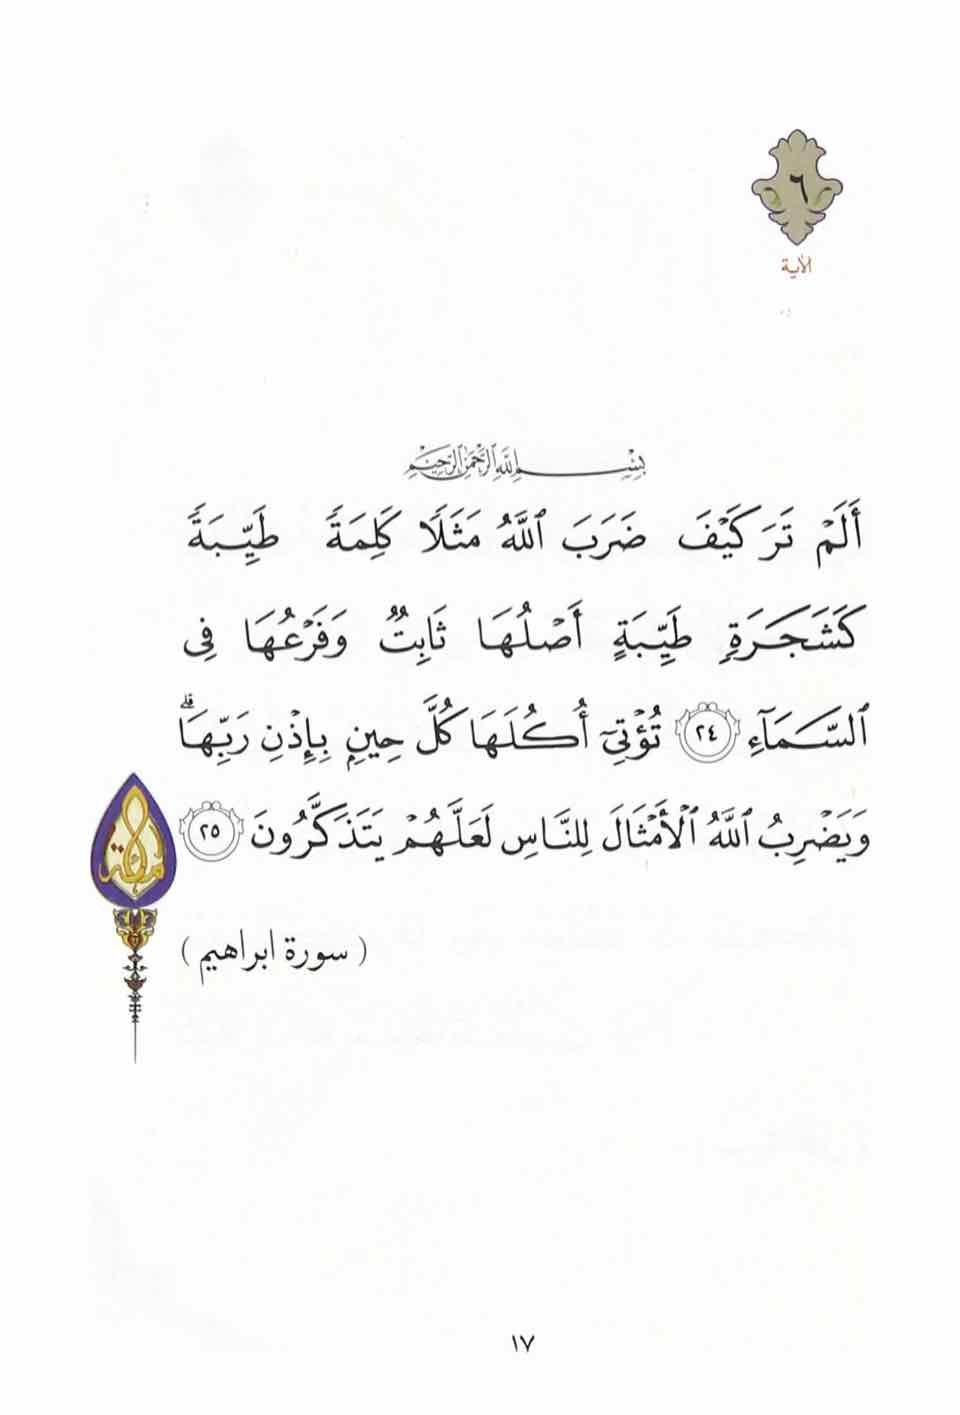 ٦
الآية
بِسْمِ اللَّهِ الرَّحْمَٰنِ الرَّحِيمِ
أَلَمْ تَرَ كَيْفَ ضَرَبَ ٱللَّهُ مَثَلًا كَلِمَةً طَيِّبَةً
كَشَجَرَةٍ طَيِّبَةٍ أَصْلُهَا ثَابِتٌ وَفَرْعُهَا فِى
ٱلسَّمَآءِ ٢٤ تُؤْتِىٓ أُكُلَهَا كُلَّ حِينٍ بِإِذْنِ رَبِّهَا ۗ
وَيَضْرِبُ ٱللَّهُ ٱلْأَمْثَالَ لِلنَّاسِ لَعَلَّهُمْ يَتَذَكَّرُونَ ٢٥
( سورة ابراهيم )
١٧